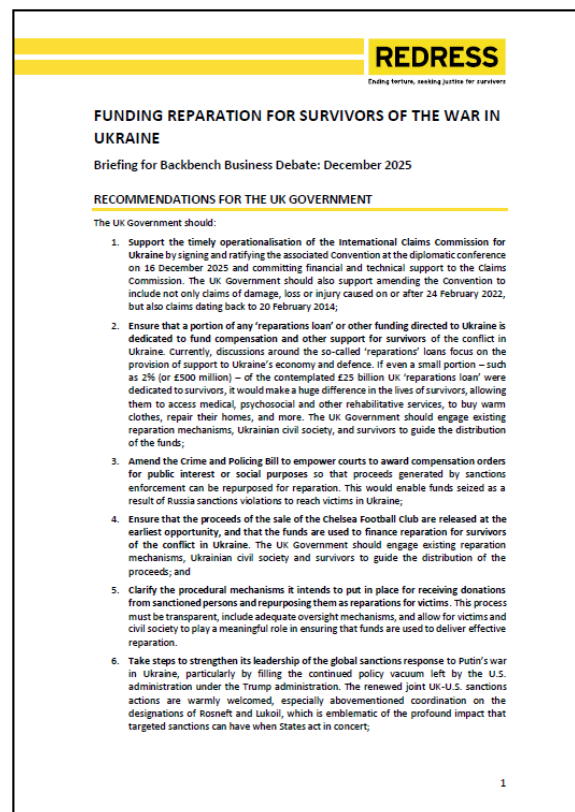 REDRESS
Ending torture, seeking justice for survivors
FUNDING REPARATION FOR SURVIVORS OF THE WAR IN
UKRAINE
Briefing for Backbench Business Debate: December 2025
RECOMMENDATIONS FOR THE UK GOVERNMENT
The UK Government should:
1. Support the timely operationalisation of the International Claims Commission for
Ukraine by signing and ratifying the associated Convention at the diplomatic conference
on 16 December 2025 and committing financial and technical support to the Claims
Commission. The UK Government should also support amending the Convention to
include not only claims of damage, loss or injury caused on or after 24 February 2022,
but also claims dating back to 20 February 2014;
2. Ensure that a portion of any ‘reparations loan’ or other funding directed to Ukraine is
dedicated to fund compensation and other support for survivors of the conflict in
Ukraine. Currently, discussions around the so-called ‘reparations’ loans focus on the
provision of support to Ukraine’s economy and defence. If even a small portion – such
as 2% (or £500 million) – of the contemplated £25 billion UK ‘reparations loan’ were
dedicated to survivors, it would make a huge difference in the lives of survivors, allowing
them to access medical, psychosocial and other rehabilitative services, to buy warm
clothes, repair their homes, and more. The UK Government should engage existing
reparation mechanisms, Ukrainian civil society, and survivors to guide the distribution
of the funds;
3. Amend the Crime and Policing Bill to empower courts to award compensation orders
for public interest or social purposes so that proceeds generated by sanctions
enforcement can be repurposed for reparation. This would enable funds seized as a
result of Russia sanctions violations to reach victims in Ukraine;
4. Ensure that the proceeds of the sale of the Chelsea Football Club are released at the
earliest opportunity, and that the funds are used to finance reparation for survivors
of the conflict in Ukraine. The UK Government should engage existing reparation
mechanisms, Ukrainian civil society and survivors to guide the distribution of the
proceeds; and
5. Clarify the procedural mechanisms it intends to put in place for receiving donations
from sanctioned persons and repurposing them as reparations for victims. This process
must be transparent, include adequate oversight mechanisms, and allow for victims and
civil society to play a meaningful role in ensuring that funds are used to deliver effective
reparation.
6. Take steps to strengthen its leadership of the global sanctions response to Putin’s war
in Ukraine, particularly by filling the continued policy vacuum left by the U.S.
administration under the Trump administration. The renewed joint UK-U.S. sanctions
actions are warmly welcomed, especially abovementioned coordination on the
designations of Rosneft and Lukoil, which is emblematic of the profound impact that
targeted sanctions can have when States act in concert;
1